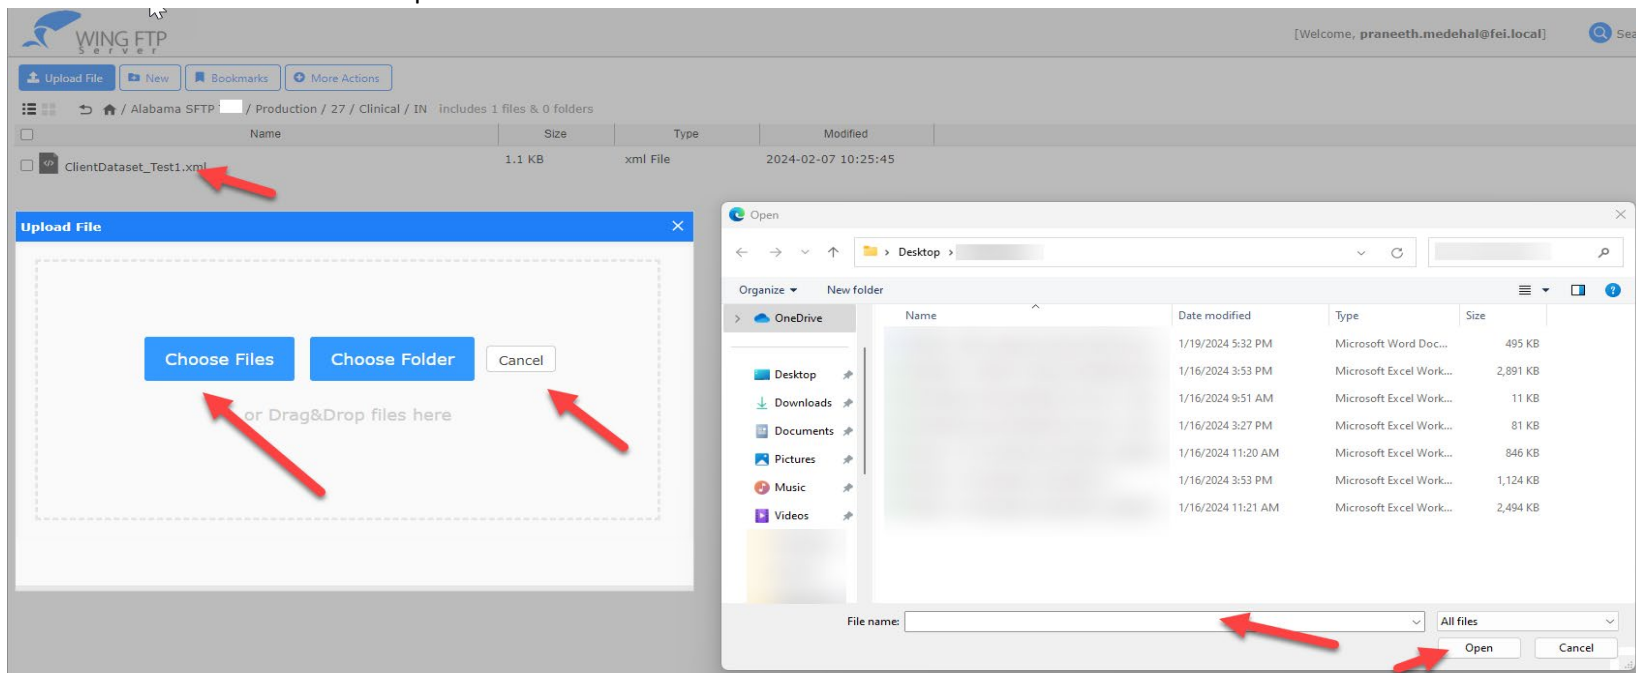 WING FTP
Server
[Welcome, praneeth.medehal@fei.local]
Sea
Upload File
New
Bookmarks
More Actions
/ Alabama SFTP / Production / 27 / Clinical / IN includes 1 files & 0 folders
Name Size Type Modified
ClientDataset_Test1.xml 1.1 KB xml File 2024-02-07 10:25:45
Upload File
Choose Files
Choose Folder
Cancel
or Drag&Drop files here
Open
Desktop
Organize
New folder
OneDrive
Desktop
Downloads
Documents
Pictures
Music
Videos
Name Date modified Type Size
1/19/2024 5:32 PM Microsoft Word Doc... 495 KB
1/16/2024 3:53 PM Microsoft Excel Work... 2,891 KB
1/16/2024 9:51 AM Microsoft Excel Work... 11 KB
1/16/2024 3:27 PM Microsoft Excel Work... 81 KB
1/16/2024 11:20 AM Microsoft Excel Work... 846 KB
1/16/2024 3:53 PM Microsoft Excel Work... 1,124 KB
1/16/2024 11:21 AM Microsoft Excel Work... 2,494 KB
File name:
All files
Open
Cancel